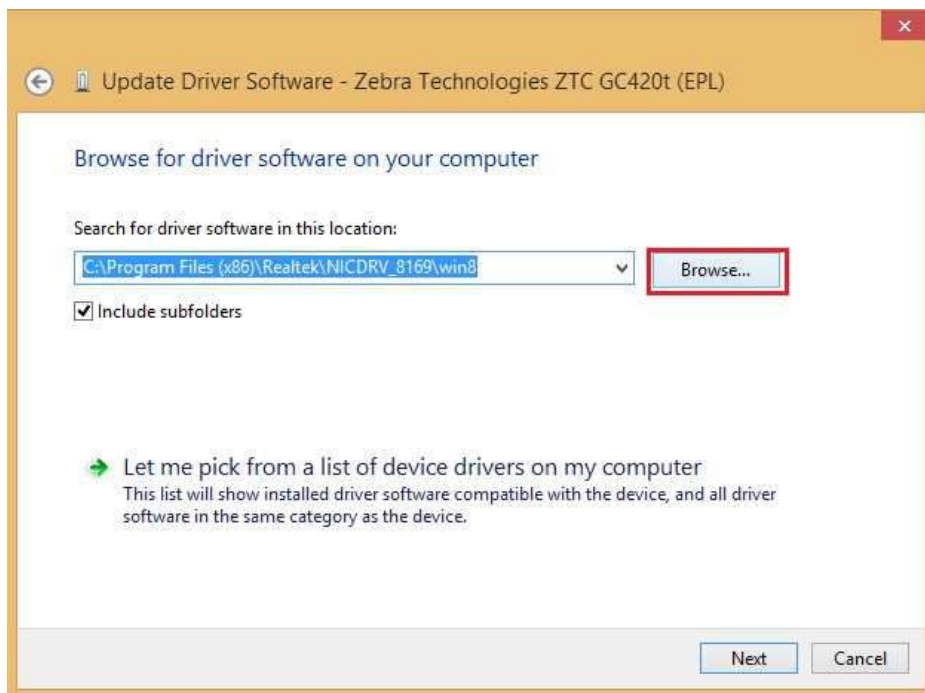 Update Driver Software - Zebra Technologies ZTC GC420t (EPL)
Browse for driver software on your computer
Search for driver software in this location:
C:\Program Files (x86)\Realtek\NICDRV_8169\win8
Browse...
Include subfolders
Let me pick from a list of device drivers on my computer
This list will show installed driver software compatible with the device, and all driver
software in the same category as the device.
Next
Cancel